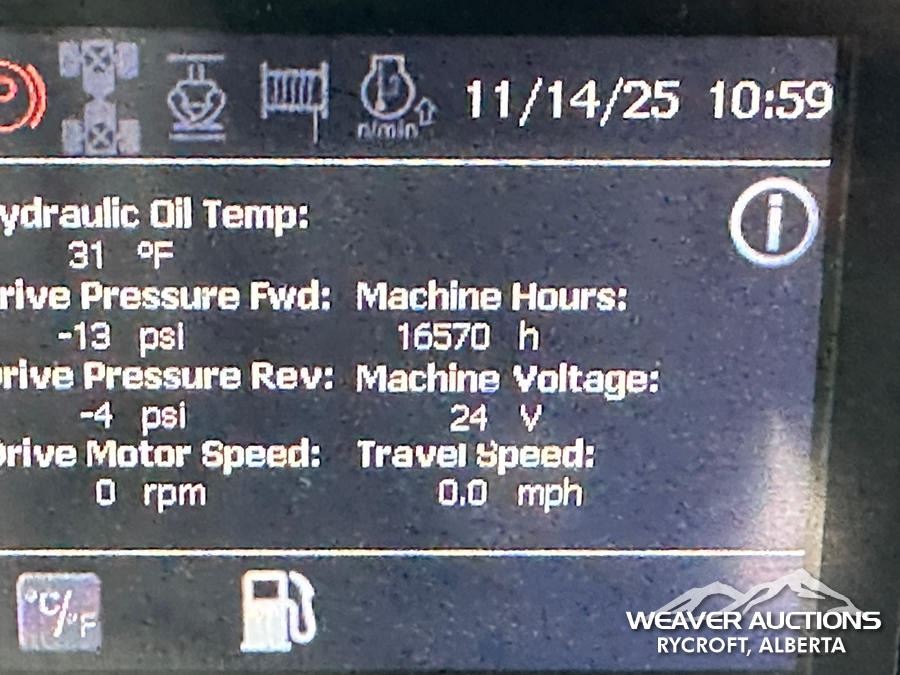 P
n/min
11/14/25 10:59
ydraulic Oil Temp:
31 °F
rive Pressure Fwd: Machine Hours:
-13 psi 16570 h
rive Pressure Rev: Machine Voltage:
-4 psi 24 V
Drive Motor Speed: Travel Speed:
0 rpm 0.0 mph
i
°C/°F
WEAVER AUCTIONS
RYCROFT, ALBERTA